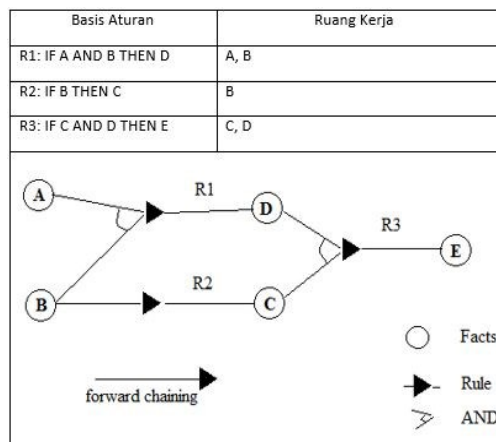 Basis Aturan Ruang Kerja
R1: IF A AND B THEN D A, B
R2: IF B THEN C B
R3: IF C AND D THEN E C, D
A
R1
D
R3
E
B
R2
C
Facts
forward chaining
Rule
AND